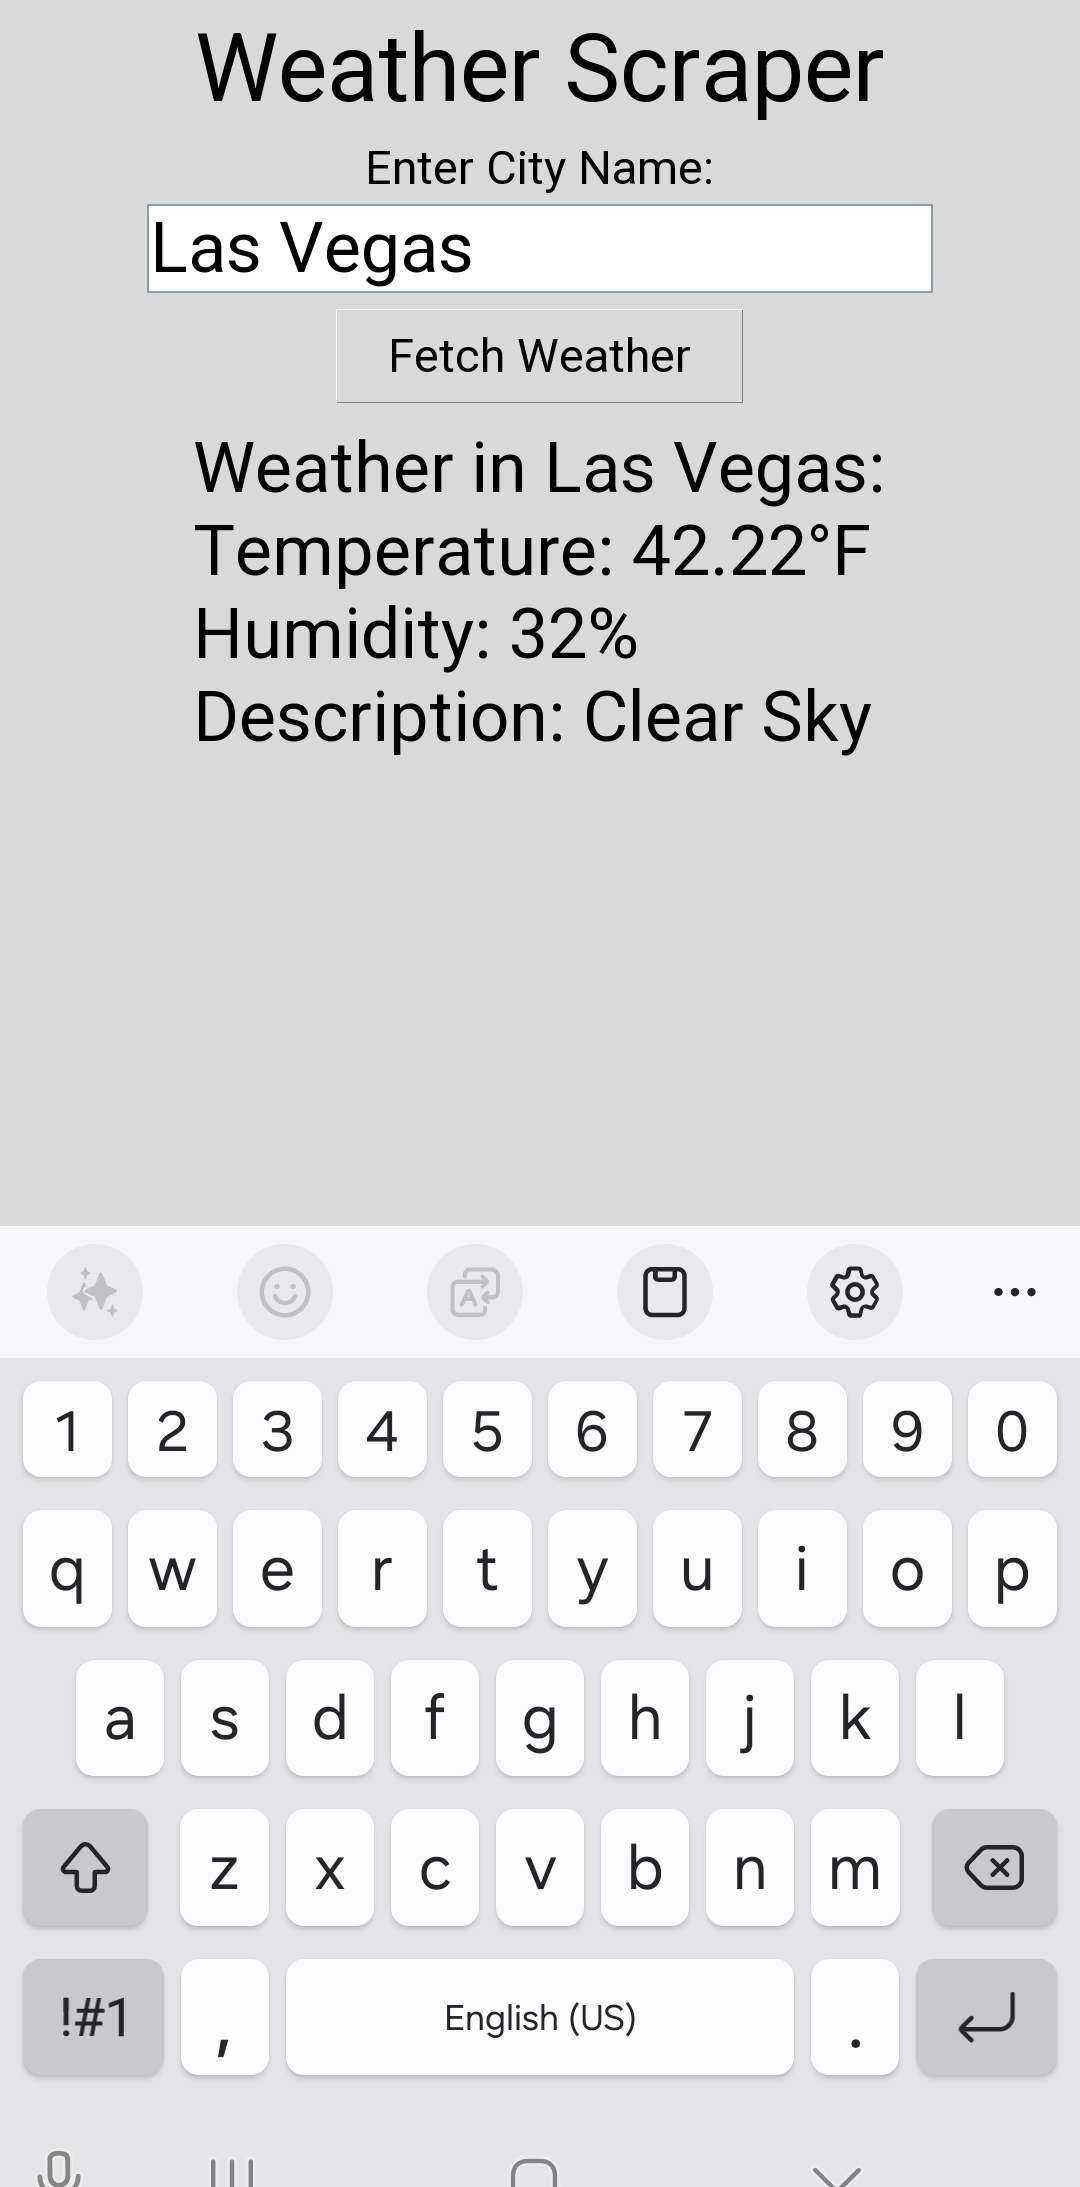 Weather Scraper
Enter City Name:
Las Vegas
Fetch Weather
Weather in Las Vegas:
Temperature: 42.22°F
Humidity: 32%
Description: Clear Sky
A
1 2 3 4 5 6 7 8 9 0
q w e r t y u i o p
a s d f g h j k l
z x c v b n m
!#1 , English (US) .